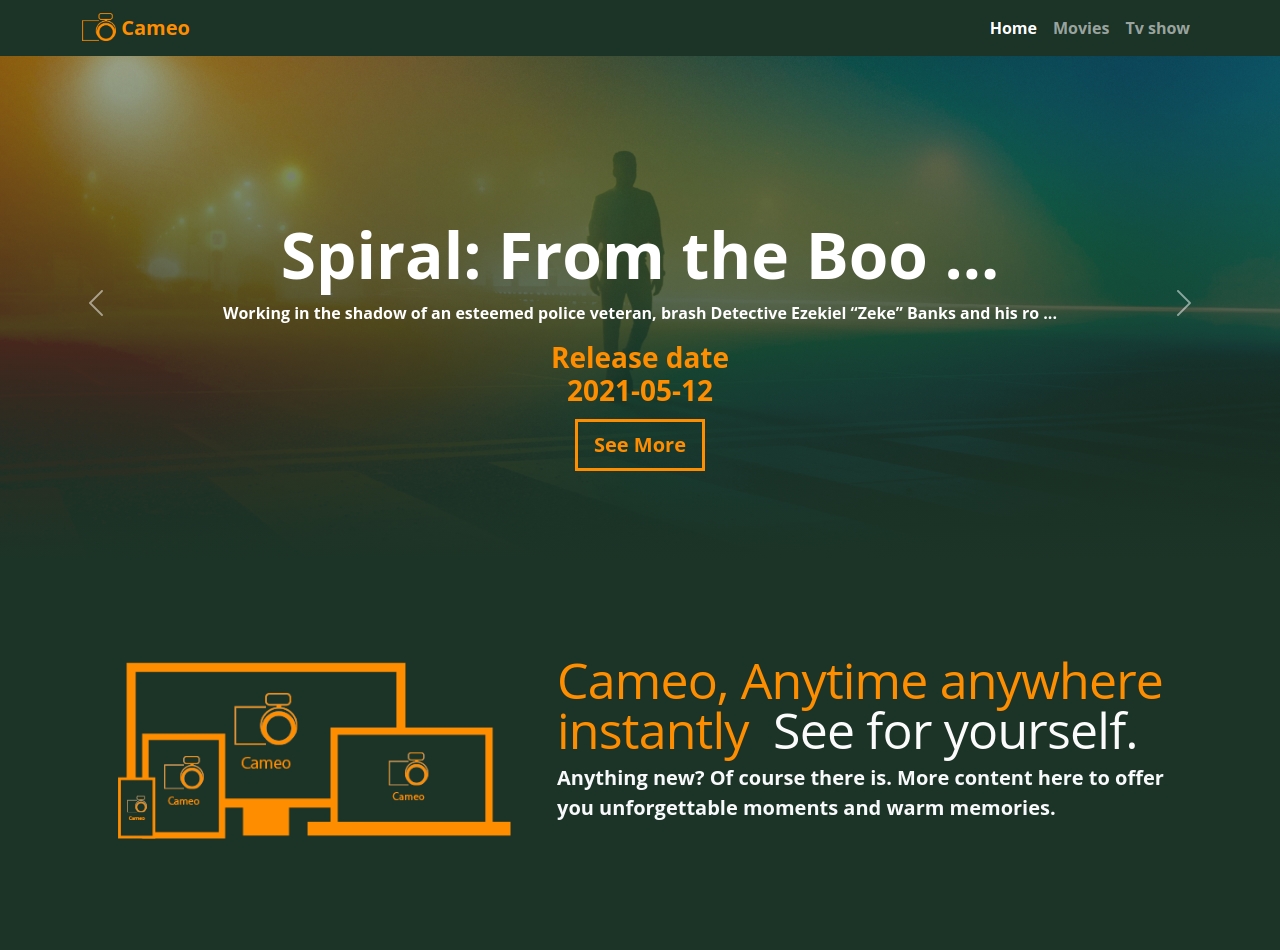 Cameo
Home Movies Tv show
Spiral: From the Boo ...
Working in the shadow of an esteemed police veteran, brash Detective Ezekiel “Zeke” Banks and his ro ...
Release date
2021-05-12
See More
Cameo, Anytime anywhere
instantly See for yourself.
Anything new? Of course there is. More content here to offer
you unforgettable moments and warm memories.
Cameo
Cameo
Cameo
Cameo